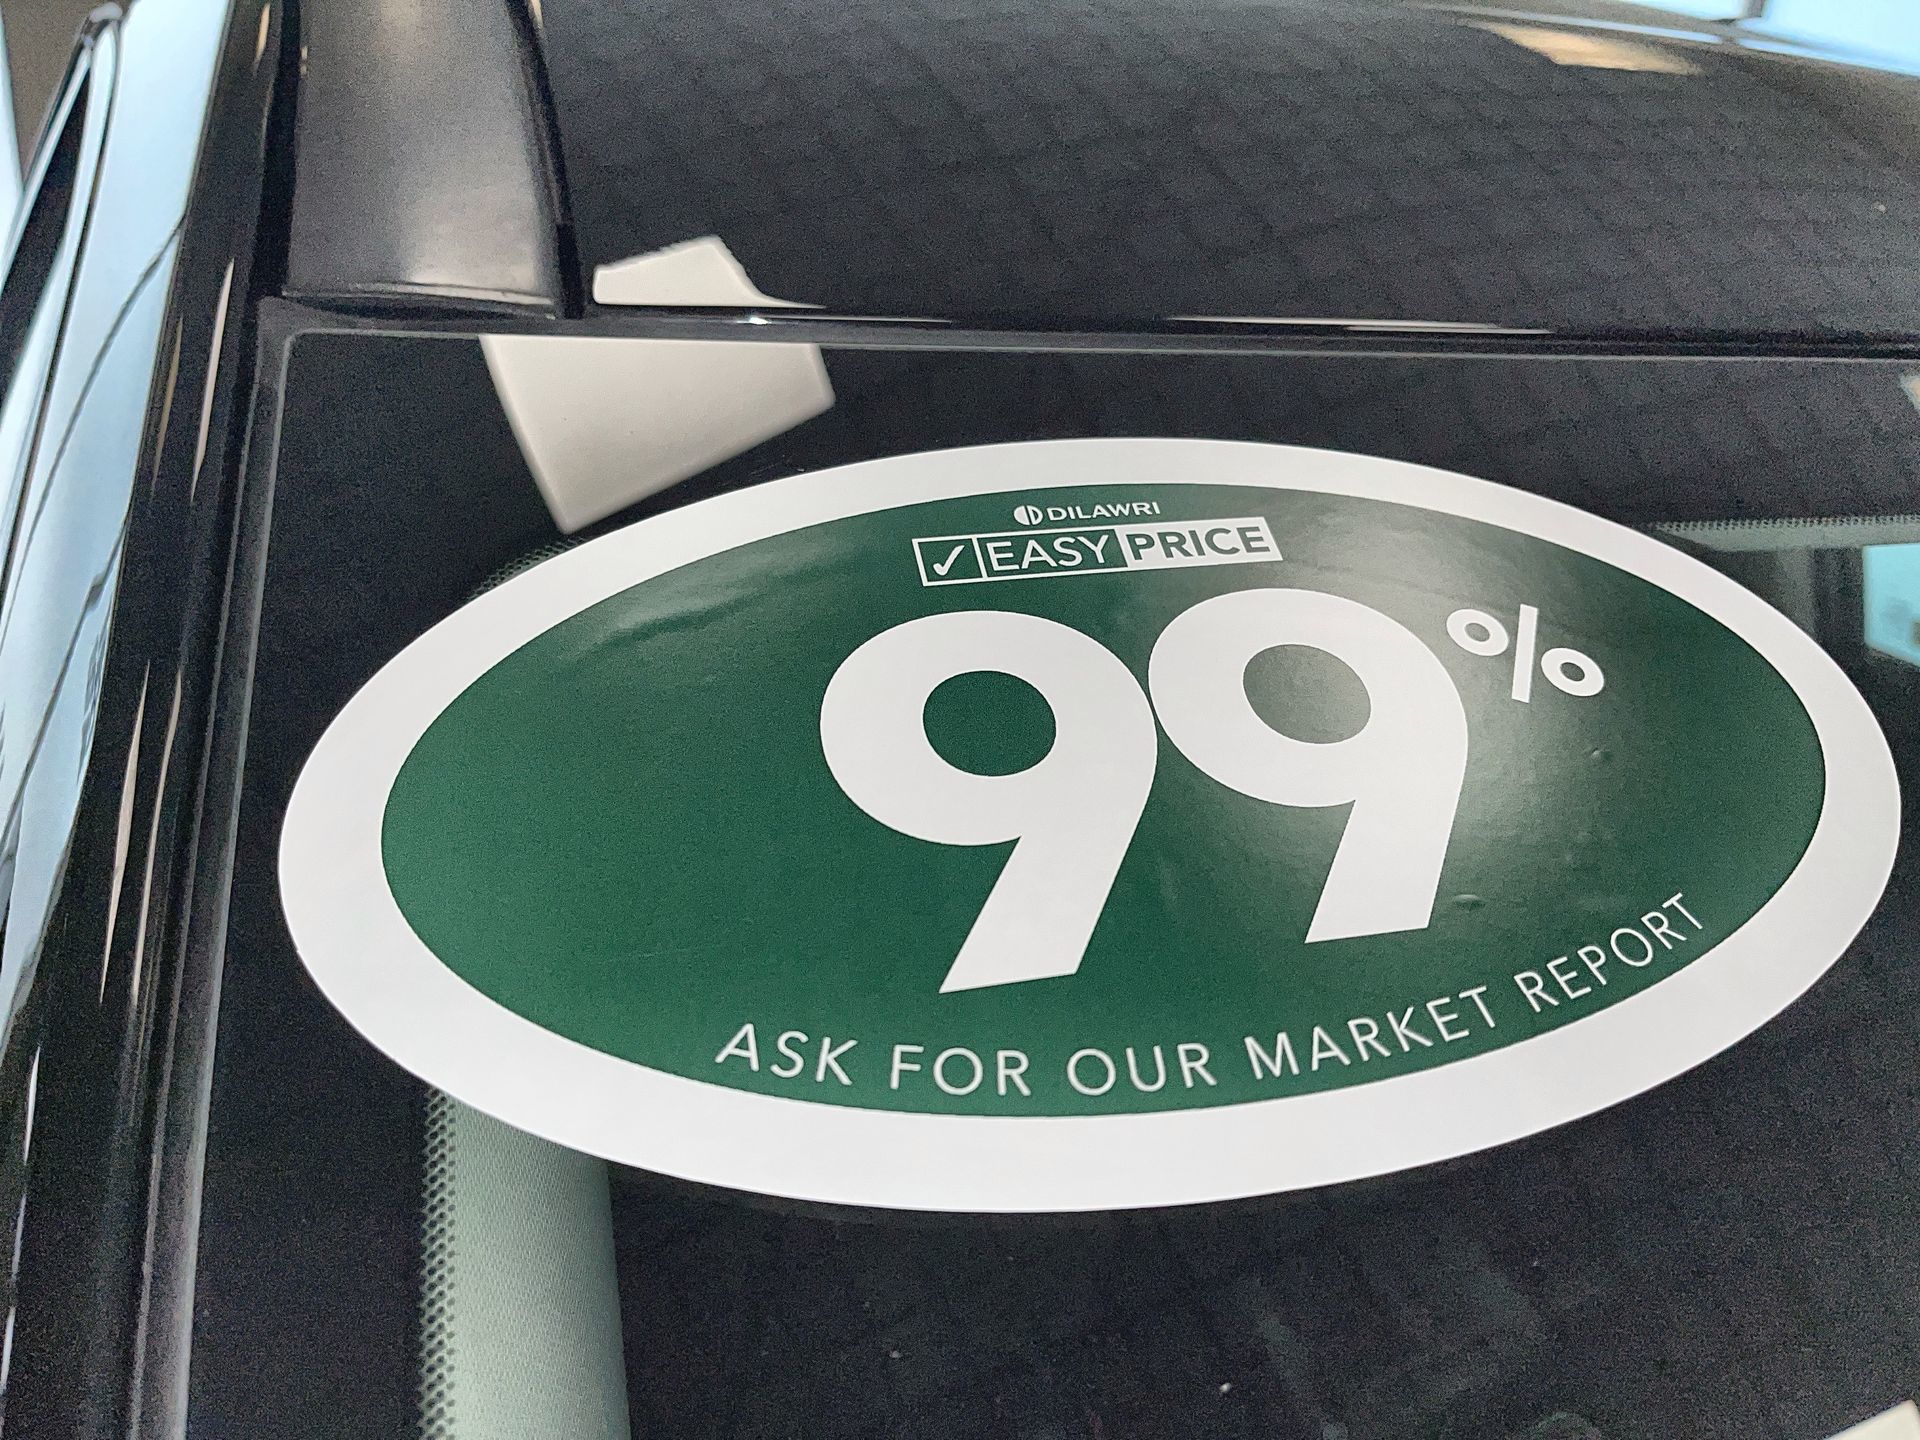 DILAWRI
✓ EASY PRICE
99%
ASK FOR OUR MARKET REPORT